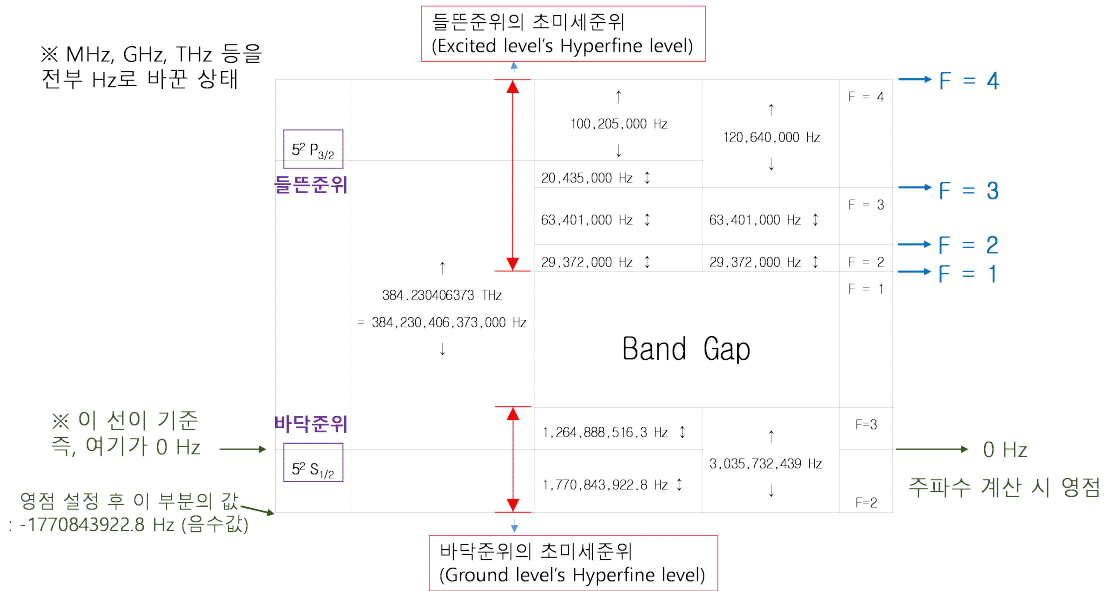 들뜬준위의 초미세준위
(Excited level's Hyperfine level)
※ MHz, GHz, THz 등을
전부 Hz로 바꾼 상태
F = 4
F = 4
↑
100,205,000 Hz
↓
↑
120,640,000 Hz
↓
5² P₃/₂
들뜬준위
20,435,000 Hz ↕
F = 3
F = 3
63,401,000 Hz ↕
63,401,000 Hz ↕
F = 2
29,372,000 Hz ↕
29,372,000 Hz ↕
F = 2
F = 1
F = 1
↑
384.230406373 THz
= 384,230,406,373,000 Hz
↓
Band Gap
바닥준위
※ 이 선이 기준
즉, 여기가 0 Hz
F=3
1,264,888,516.3 Hz ↕
↑
3,035,732,439 Hz
↓
0 Hz
주파수 계산 시 영점
5² S₁/₂
1,770,843,922.8 Hz ↕
F=2
영점 설정 후 이 부분의 값
: -1770843922.8 Hz (음수값)
바닥준위의 초미세준위
(Ground level's Hyperfine level)